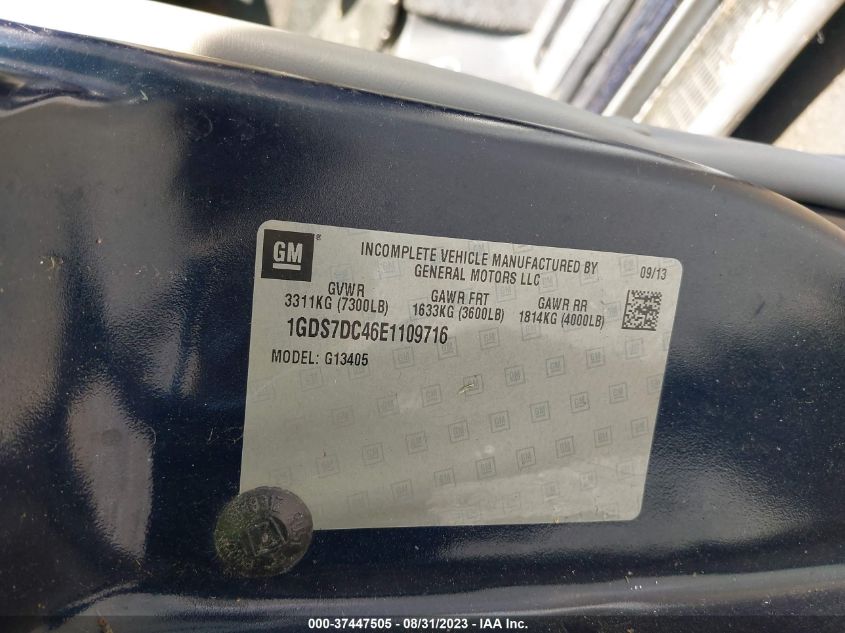 GM ®
INCOMPLETE VEHICLE MANUFACTURED BY
GENERAL MOTORS LLC
09/13
GVWR
3311KG (7300LB)
GAWR FRT
1633KG (3600LB)
GAWR RR
1814KG (4000LB)
1GDS7DC46E1109716
MODEL: G13405
000-37447505 - 08/31/2023 - IAA Inc.